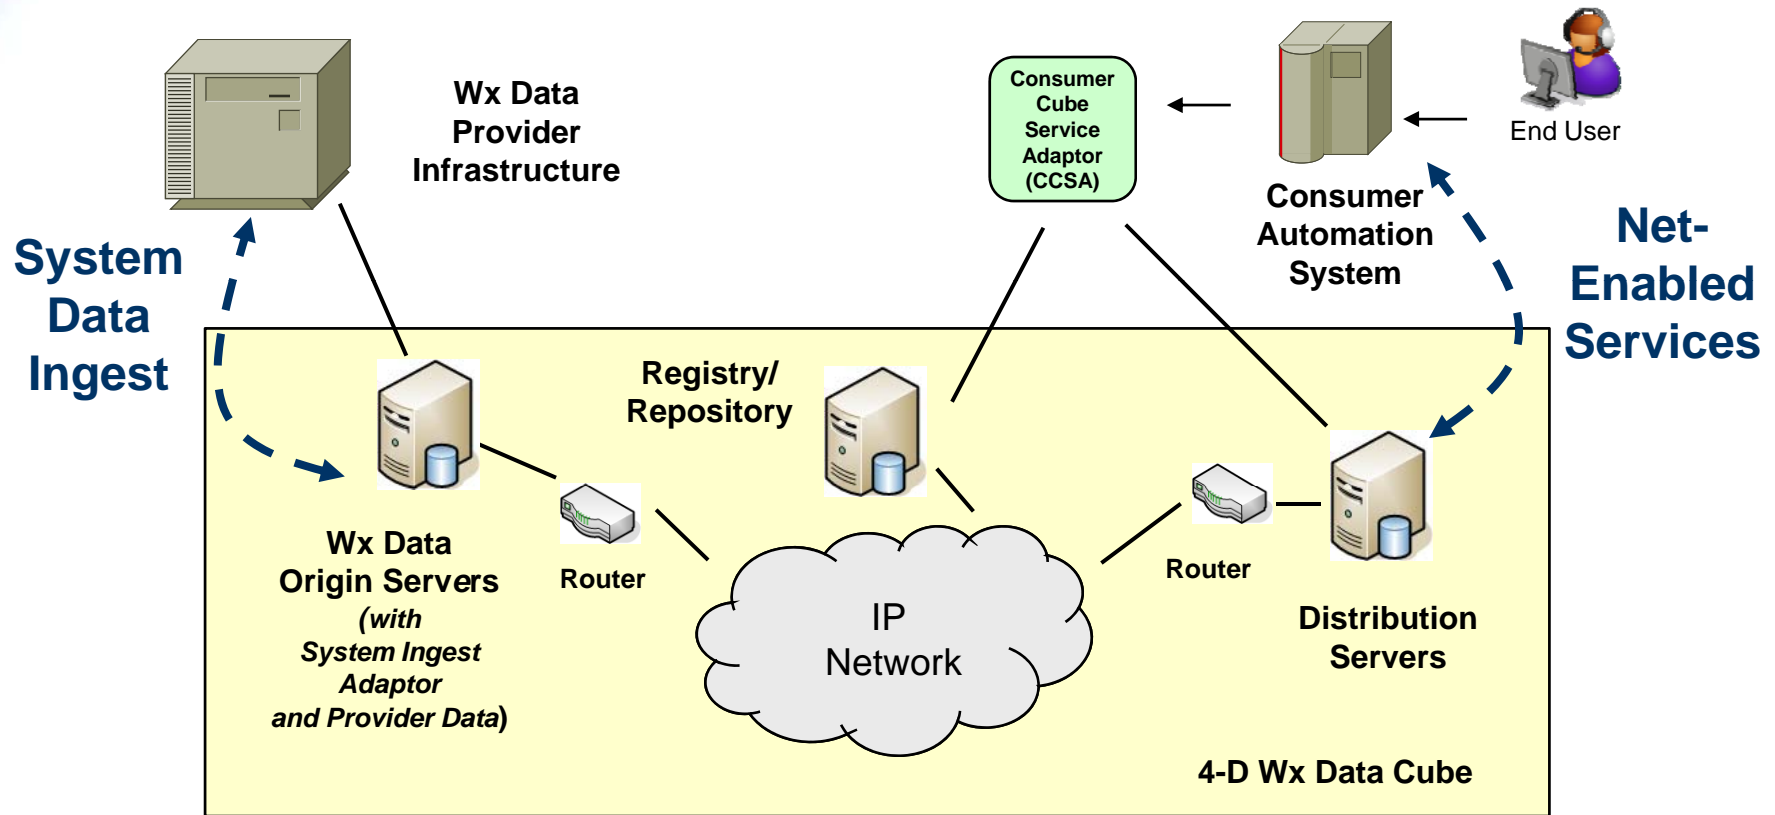 Wx Data
Provider
Infrastructure
Consumer
Cube
Service
Adaptor
(CCSA)
End User
Consumer
Automation
System
System
Data
Ingest
Net-
Enabled
Services
Registry/
Repository
Wx Data
Origin Servers
(with
System Ingest
Adaptor
and Provider Data)
Router
IP
Network
Router
Distribution
Servers
4-D Wx Data Cube